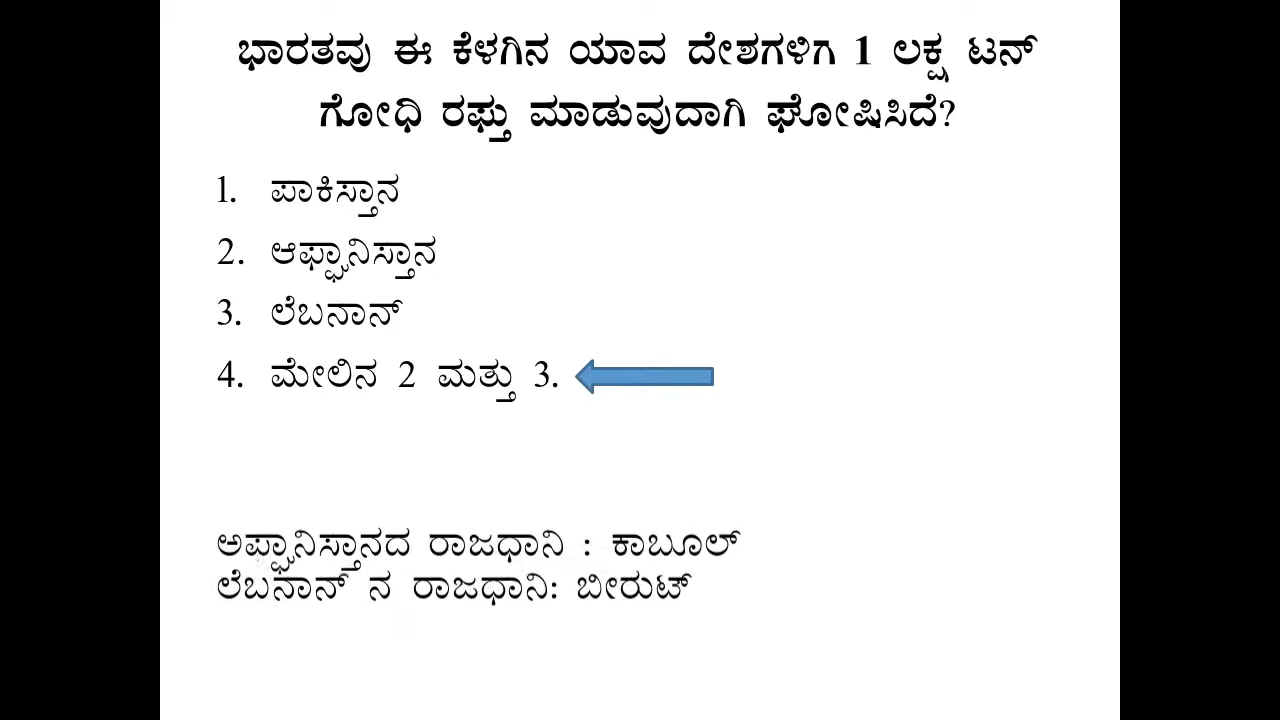 ಭಾರತವು ಈ ಕೆಳಗಿನ ಯಾವ ದೇಶಗಳಿಗಿ 1 ಲಕ್ಷ ಟನ್
ಗೋಧಿ ರಫ್ತು ಮಾಡುವುದಾಗಿ ಘೋಷಿಸಿದೆ?
1. ಪಾಕಿಸ್ತಾನ
2. ಆಫ್ಘಾನಿಸ್ತಾನ
3. ಲೆಬನಾನ್
4. ಮೇಲಿನ 2 ಮತ್ತು 3.
ಅಫ್ಘಾನಿಸ್ತಾನದ ರಾಜಧಾನಿ : ಕಾಬೂಲ್
ಲೆಬನಾನ್ ನ ರಾಜಧಾನಿ: ಬೀರುಟ್